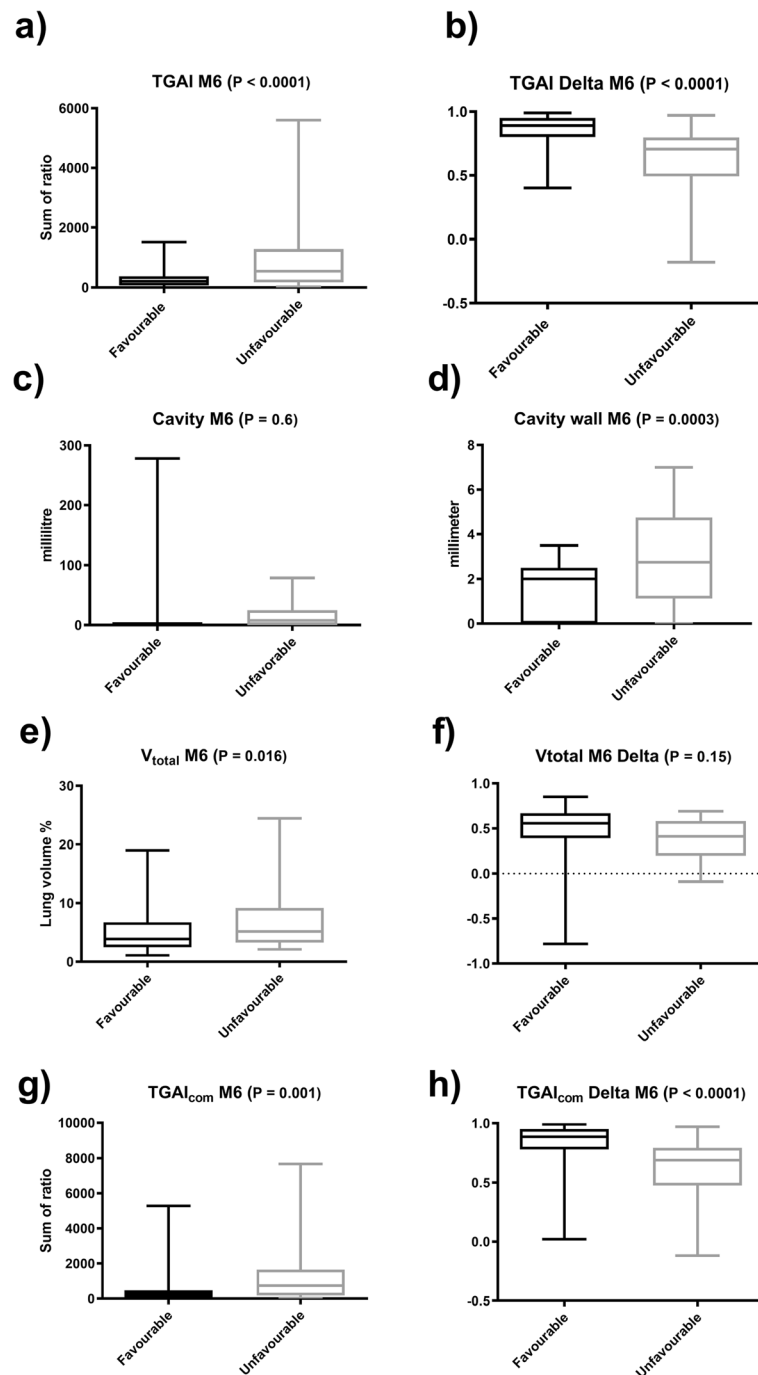 a)
TGAI M6 (P < 0.0001)
Sum of ratio
6000
4000
2000
0
Favourable
Unfavourable
b)
TGAI Delta M6 (P < 0.0001)
1.0
0.5
0.0
-0.5
Favourable
Unfavourable
c)
Cavity M6 (P = 0.6)
millilitre
300
200
100
0
Favourable
Unfavorable
d)
Cavity wall M6 (P = 0.0003)
millimeter
8
6
4
2
0
Favourable
Unfavourable
e)
Vtotal M6 (P = 0.016)
Lung volume %
30
20
10
0
Favourable
Unfavourable
f)
Vtotal M6 Delta (P = 0.15)
1.0
0.5
0.0
-0.5
-1.0
Favourable
Unfavourable
g)
TGAIcom M6 (P = 0.001)
Sum of ratio
10000
8000
6000
4000
2000
0
Favourable
Unfavourable
h)
TGAIcom Delta M6 (P < 0.0001)
1.0
0.5
0.0
-0.5
Favourable
Unfavourable